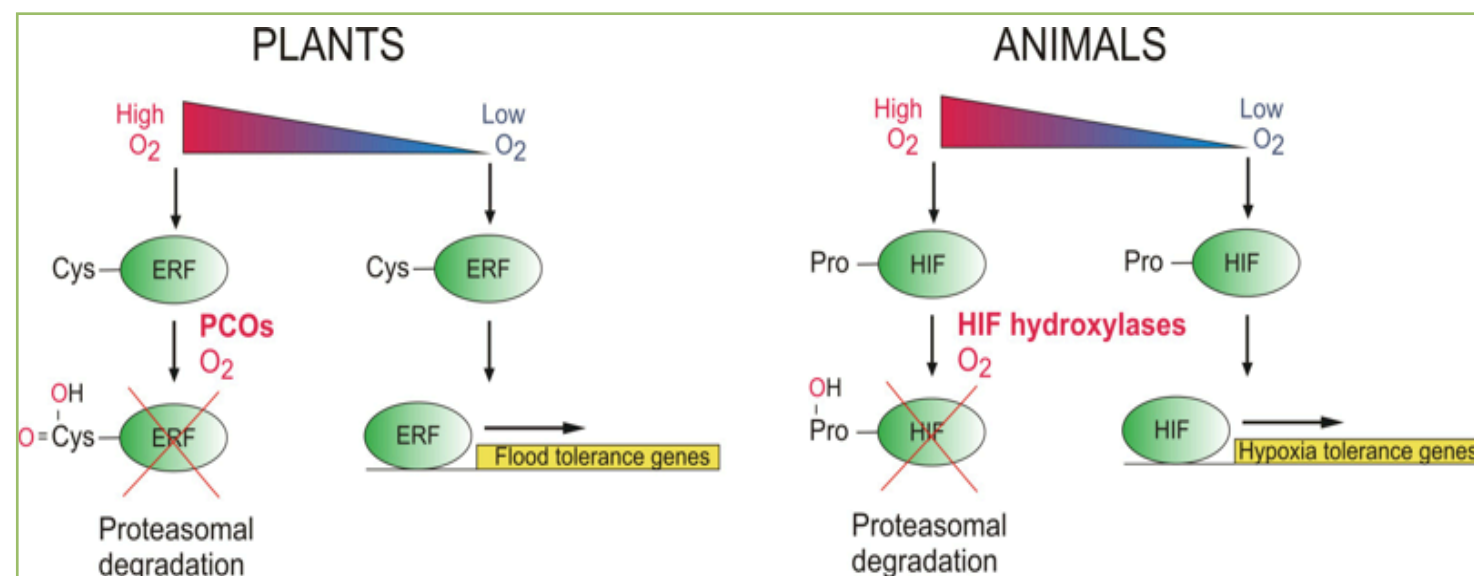 PLANTS
High
O2
Low
O2
Cys
ERF
Cys
ERF
PCOs
O2
OH
O=Cys
ERF
ERF
Flood tolerance genes
Proteasomal
degradation
ANIMALS
High
O2
Low
O2
Pro
HIF
Pro
HIF
HIF hydroxylases
O2
OH
Pro
HIF
HIF
Hypoxia tolerance genes
Proteasomal
degradation